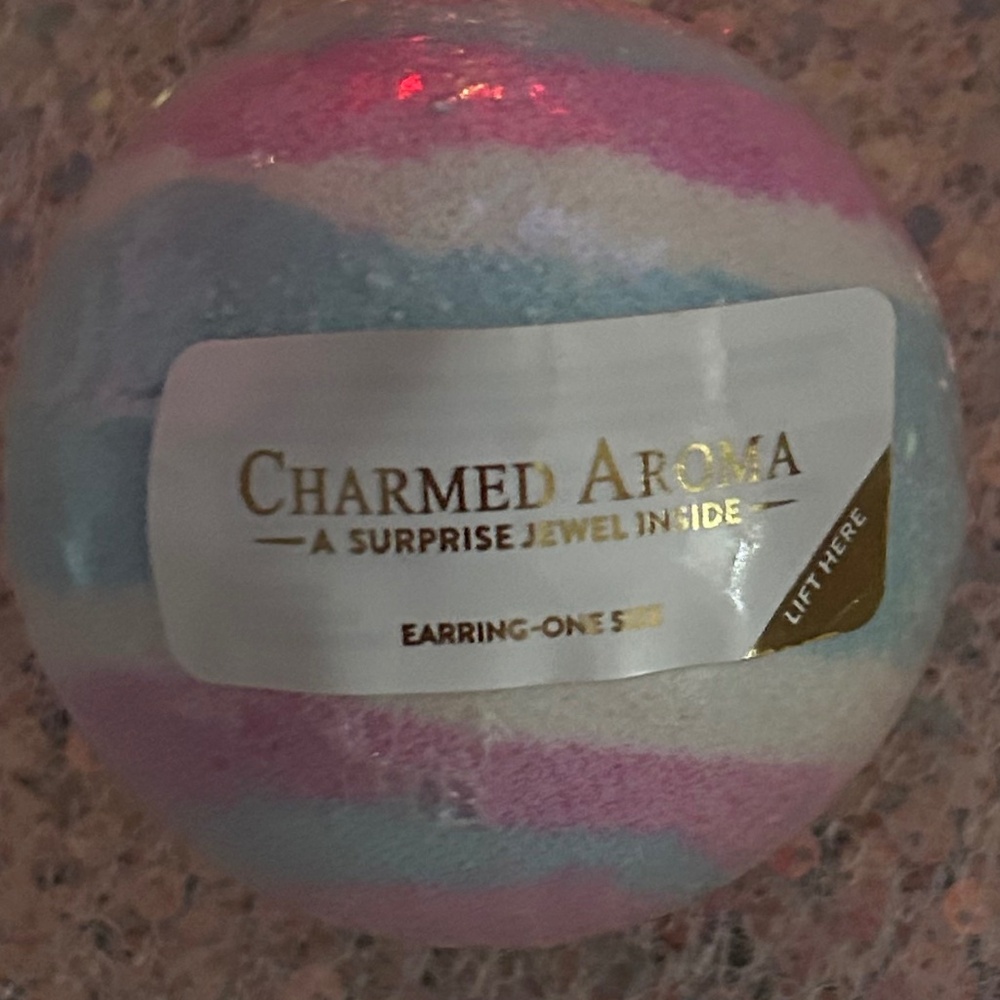 CHARMED AROMA
A SURPRISE JEWEL INSIDE
LIFT HERE
EARRING-ONE